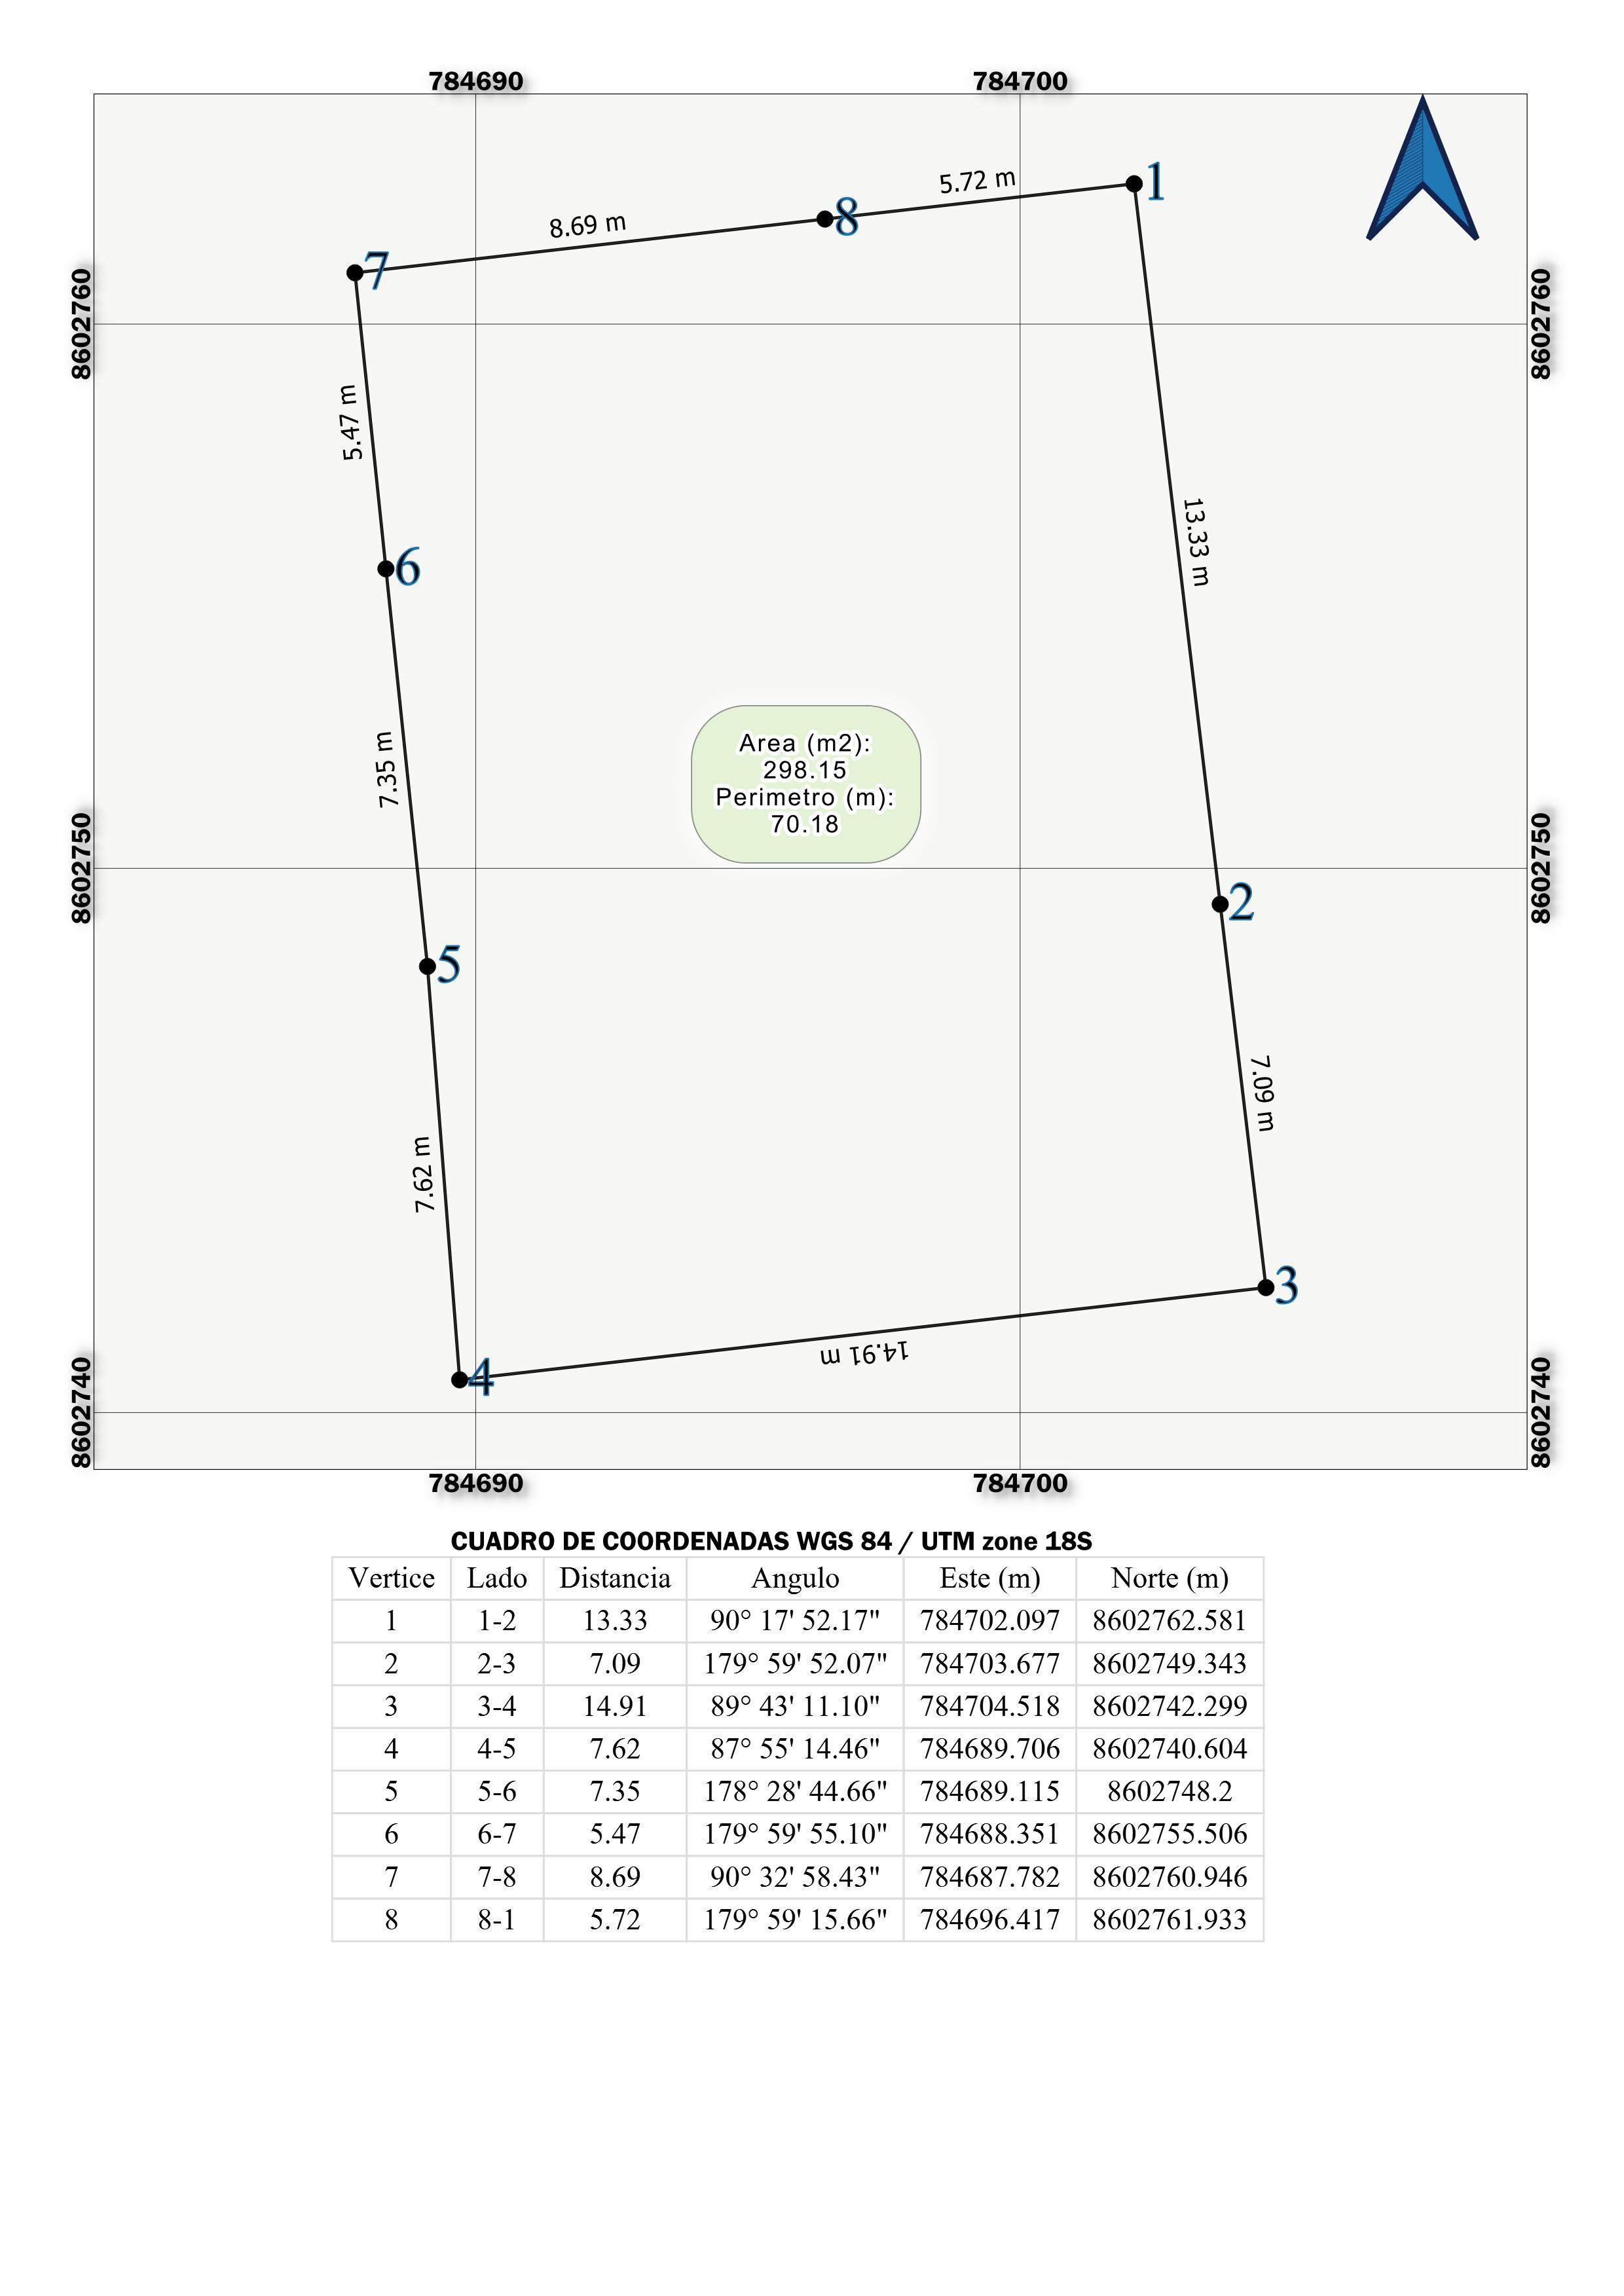 784690 784700
1
5.72 m
8
8.69 m
7
8602760 8602760
5.47 m
13.33 m
6
Area (m2):
298.15
Perimetro (m):
70.18
7.35 m
8602750 8602750
2
5
7.09 m
7.62 m
3
14.91 m
4
8602740 8602740
784690 784700
CUADRO DE COORDENADAS WGS 84 / UTM zone 18S
Vertice Lado Distancia Angulo Este (m) Norte (m)
1 1-2 13.33 90° 17' 52.17" 784702.097 8602762.581
2 2-3 7.09 179° 59' 52.07" 784703.677 8602749.343
3 3-4 14.91 89° 43' 11.10" 784704.518 8602742.299
4 4-5 7.62 87° 55' 14.46" 784689.706 8602740.604
5 5-6 7.35 178° 28' 44.66" 784689.115 8602748.2
6 6-7 5.47 179° 59' 55.10" 784688.351 8602755.506
7 7-8 8.69 90° 32' 58.43" 784687.782 8602760.946
8 8-1 5.72 179° 59' 15.66" 784696.417 8602761.933